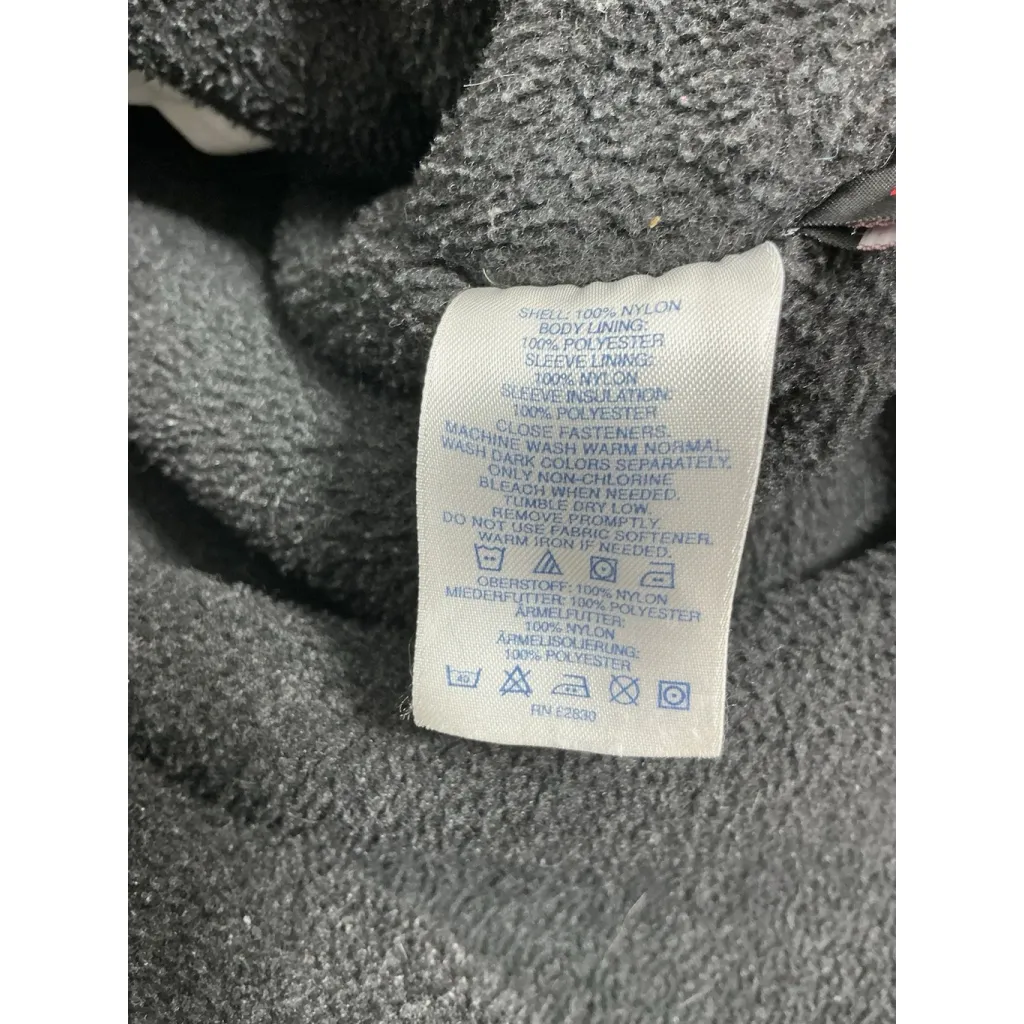 SHELL: 100% NYLON
BODY LINING:
100% POLYESTER
SLEEVE LINING:
100% NYLON
SLEEVE INSULATION:
100% POLYESTER
CLOSE FASTENERS.
MACHINE WASH WARM NORMAL.
WASH DARK COLORS SEPARATELY.
ONLY NON-CHLORINE
BLEACH WHEN NEEDED.
TUMBLE DRY LOW.
REMOVE PROMPTLY.
DO NOT USE FABRIC SOFTENER.
WARM IRON IF NEEDED.
OBERSTOFF: 100% NYLON
MIEDERFUTTER: 100% POLYESTER
ÄRMELFUTTER:
100% NYLON
ÄRMELISOLIERUNG:
100% POLYESTER
40
RN